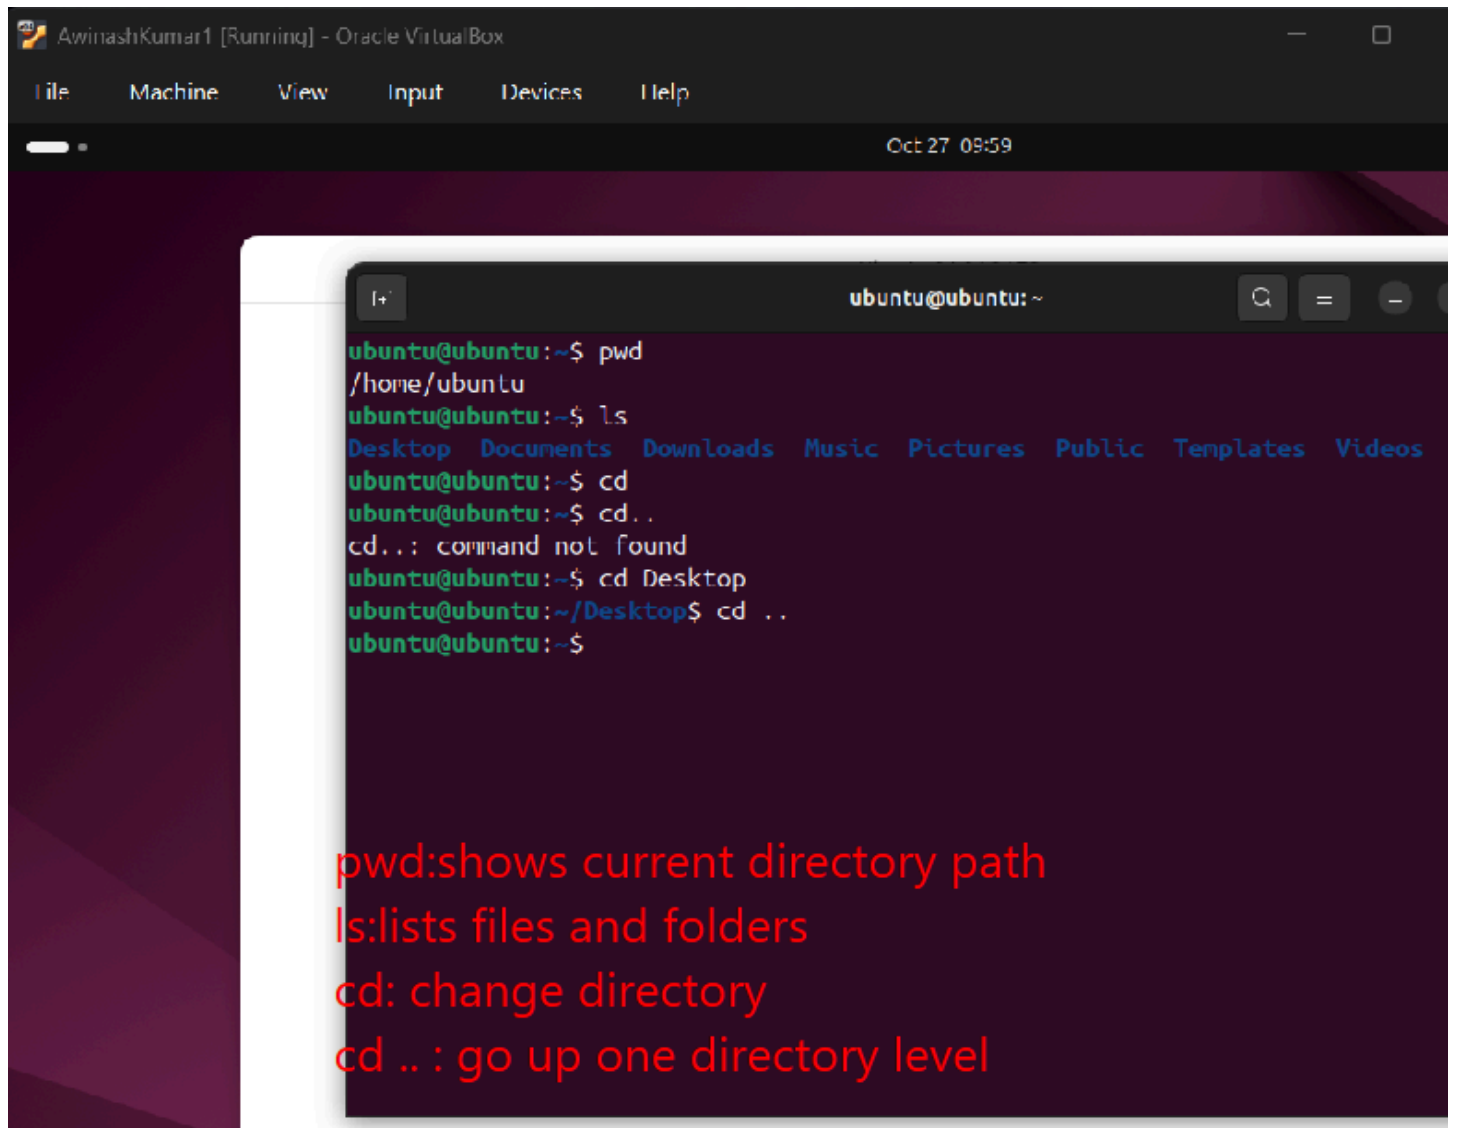 AwinashKumar1 [Running] - Oracle VirtualBox
File Machine View Input Devices Help
Oct 27 09:59
ubuntu@ubuntu: ~
ubuntu@ubuntu:~$ pwd
/home/ubuntu
ubuntu@ubuntu:~$ ls
Desktop Documents Downloads Music Pictures Public Templates Videos
ubuntu@ubuntu:~$ cd
ubuntu@ubuntu:~$ cd..
cd..: command not found
ubuntu@ubuntu:~$ cd Desktop
ubuntu@ubuntu:~/Desktop$ cd ..
ubuntu@ubuntu:~$
pwd:shows current directory path
ls:lists files and folders
cd: change directory
cd .. : go up one directory level